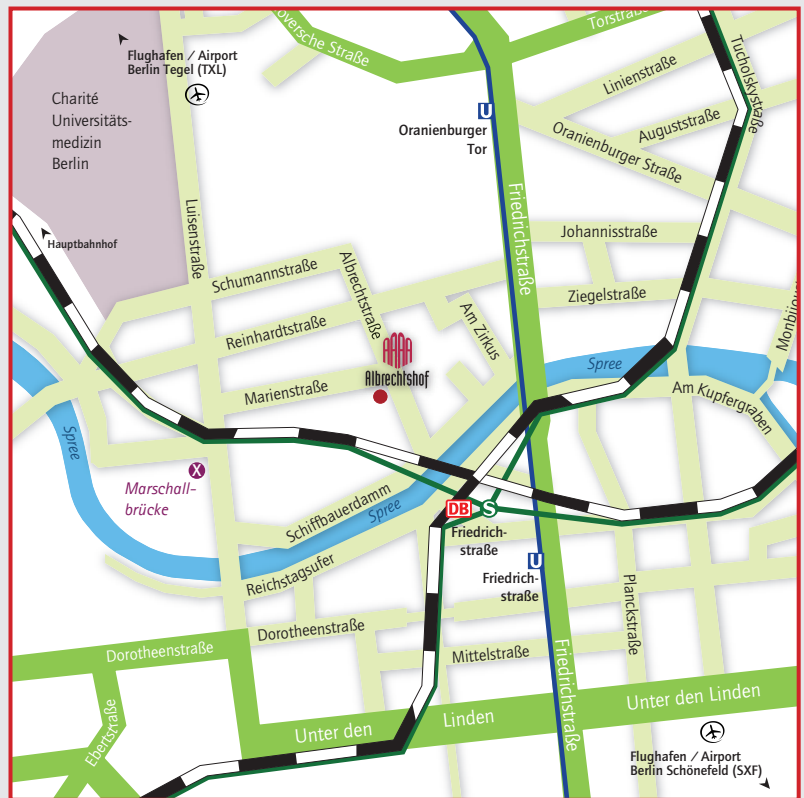 oversche Straße
Torstraße
Flughafen / Airport
Berlin Tegel (TXL)
Tucholskystraße
Linienstraße
Charité
Universitäts-
medizin
Berlin
U
Oranienburger
Tor
Auguststraße
Oranienburger Straße
Friedrichstraße
Luisenstraße
Hauptbahnhof
Johannisstraße
Schumannstraße
Albrechtstraße
Ziegelstraße
Reinhardtstraße
Am Zirkus
Monbijou
Albrechtshof
Marienstraße
Spree
Am Kupfergraben
Spree
X
Marschall-
brücke
Schiffbauerdamm
Spree
DB
S
Friedrich-
straße
U
Friedrich-
straße
Reichstagsufer
Planckstraße
Dorotheenstraße
Dorotheenstraße
Mittelstraße
Friedrichstraße
Ebertstraße
Unter den
Linden
Unter den Linden
Flughafen / Airport
Berlin Schönefeld (SXF)